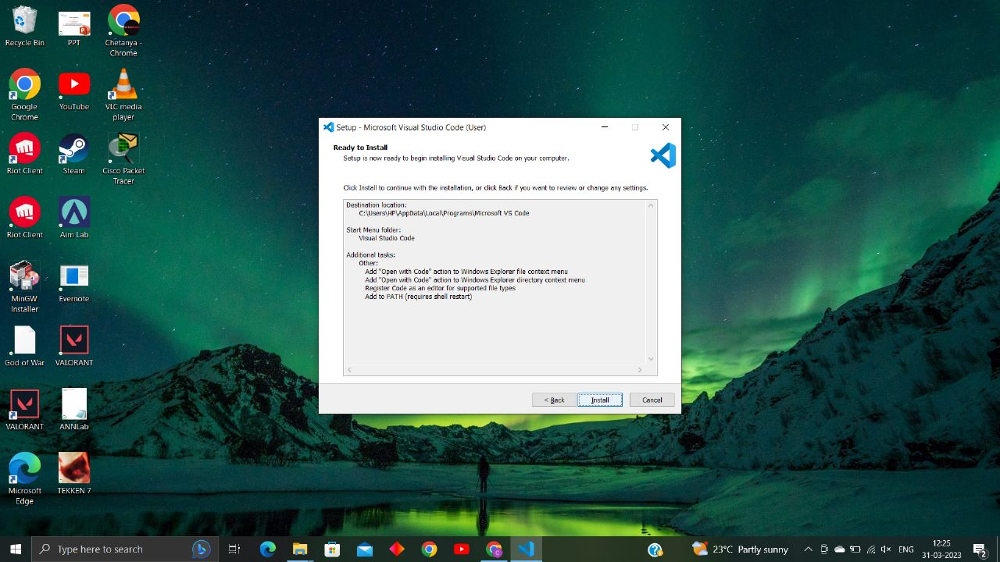 Recycle Bin
PPT
Chetanya -
Chrome
Google
Chrome
YouTube
VLC media
player
Riot Client
Steam
Cisco Packet
Tracer
Riot Client
Aim Lab
MinGW
Installer
Evernote
God of War
VALORANT
VALORANT
ANNLab
Microsoft
Edge
TEKKEN 7
Setup - Microsoft Visual Studio Code (User)
Ready to Install
Setup is now ready to begin installing Visual Studio Code on your computer.
Click Install to continue with the installation, or click Back if you want to review or change any settings.
Destination location:
C:\Users\HP\AppData\Local\Programs\Microsoft VS Code
Start Menu folder:
Visual Studio Code
Additional tasks:
Other:
Add "Open with Code" action to Windows Explorer file context menu
Add "Open with Code" action to Windows Explorer directory context menu
Register Code as an editor for supported file types
Add to PATH (requires shell restart)
< Back
Install
Cancel
Type here to search
23°C Partly sunny
ENG
12:25
31-03-2023
2